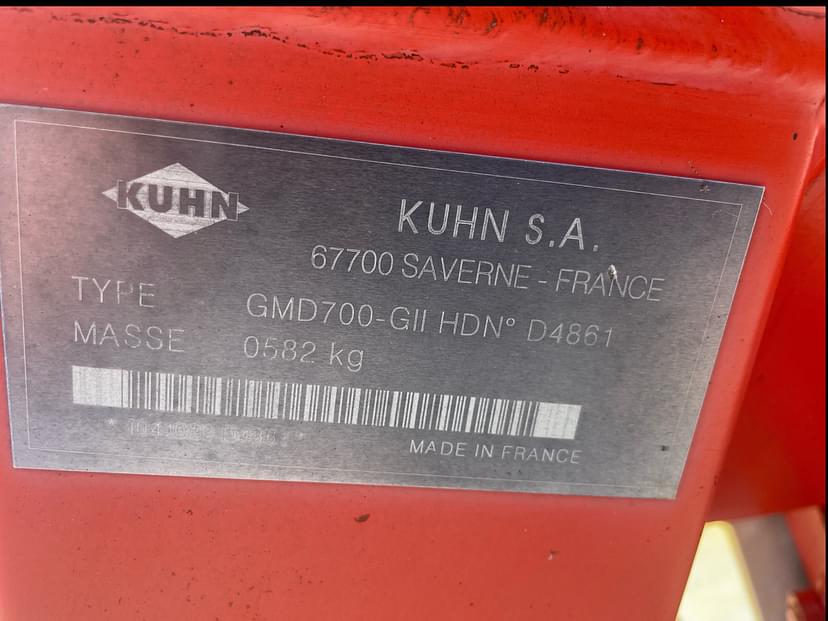 KUHN
KUHN S.A.
67700 SAVERNE - FRANCE
TYPE GMD700-GII HDN° D4861
MASSE 0582 kg
MADE IN FRANCE